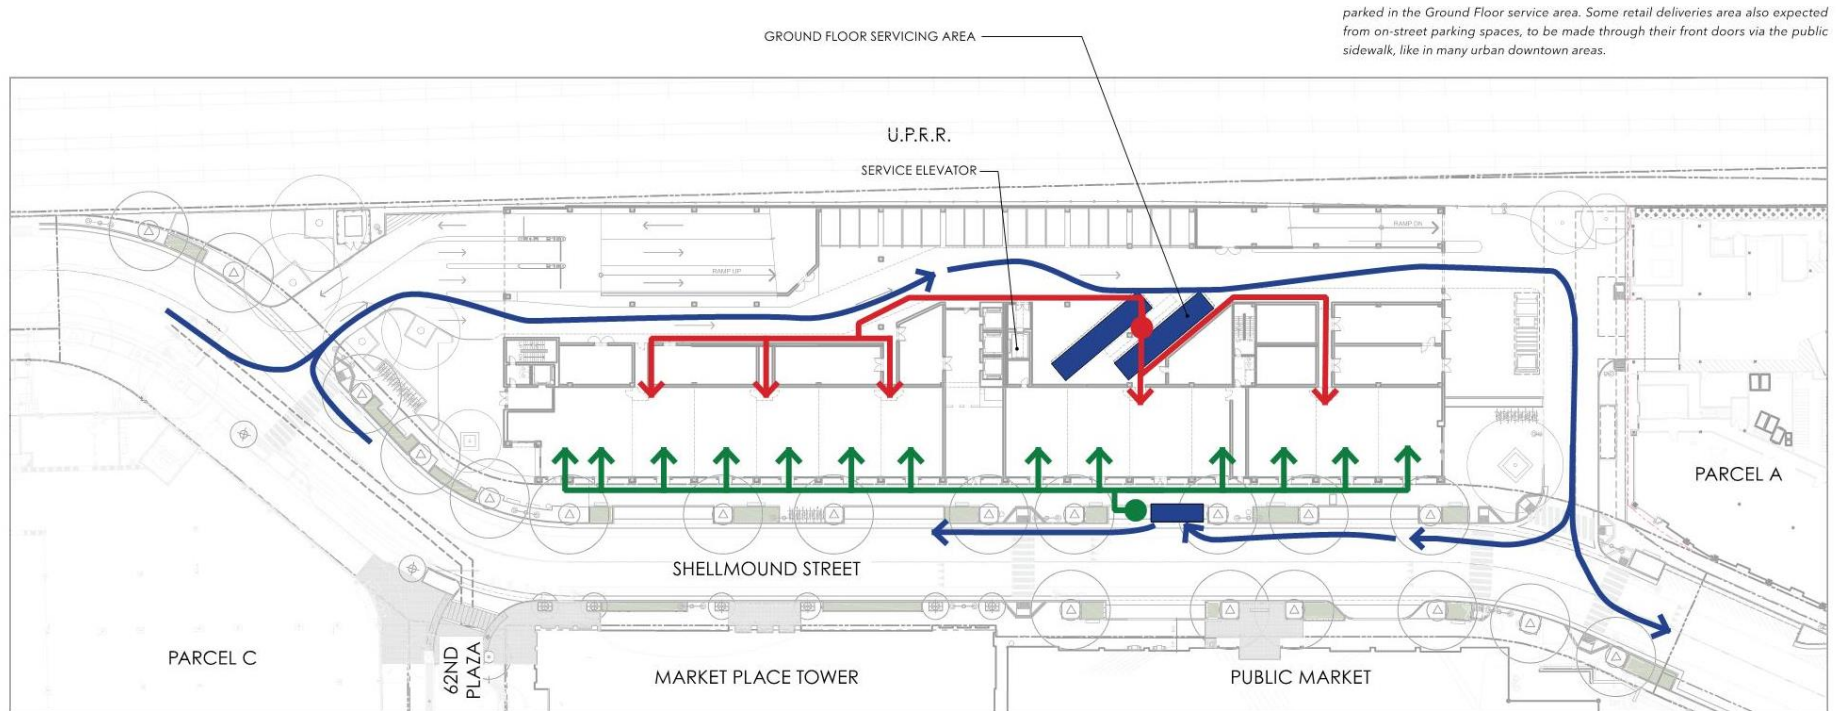 parked in the Ground Floor service area. Some retail deliveries area also expected
from on-street parking spaces, to be made through their front doors via the public
sidewalk, like in many urban downtown areas.
GROUND FLOOR SERVICING AREA
U.P.R.R.
SERVICE ELEVATOR
RAMP DN
RAMP UP
PARCEL A
SHELLMOUND STREET
PARCEL C
62ND
PLAZA
MARKET PLACE TOWER
PUBLIC MARKET